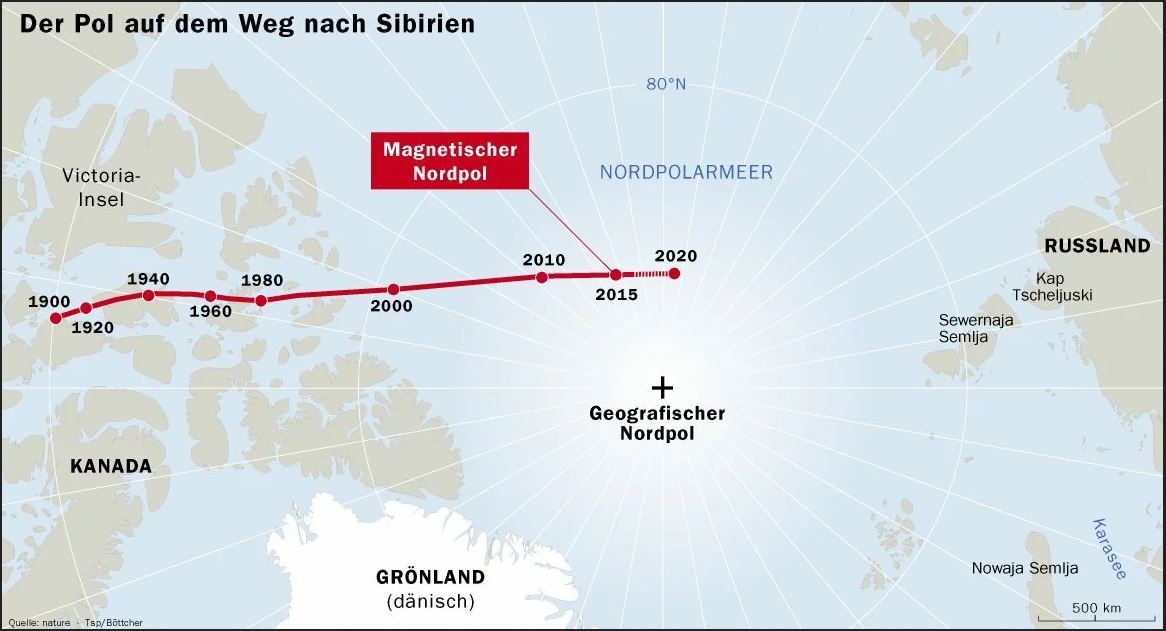 Der Pol auf dem Weg nach Sibirien
80°N
Magnetischer
Nordpol
NORDPOLARMEER
Victoria-
Insel
RUSSLAND
Kap
Tscheljuski
Sewernaja
Semlja
1900
1920
1940
1960
1980
2000
2010
2015
2020
Geografischer
Nordpol
KANADA
GRÖNLAND
(dänisch)
Nowaja Semlja
Karasee
500 km
Quelle: nature · Tsp/Böttcher